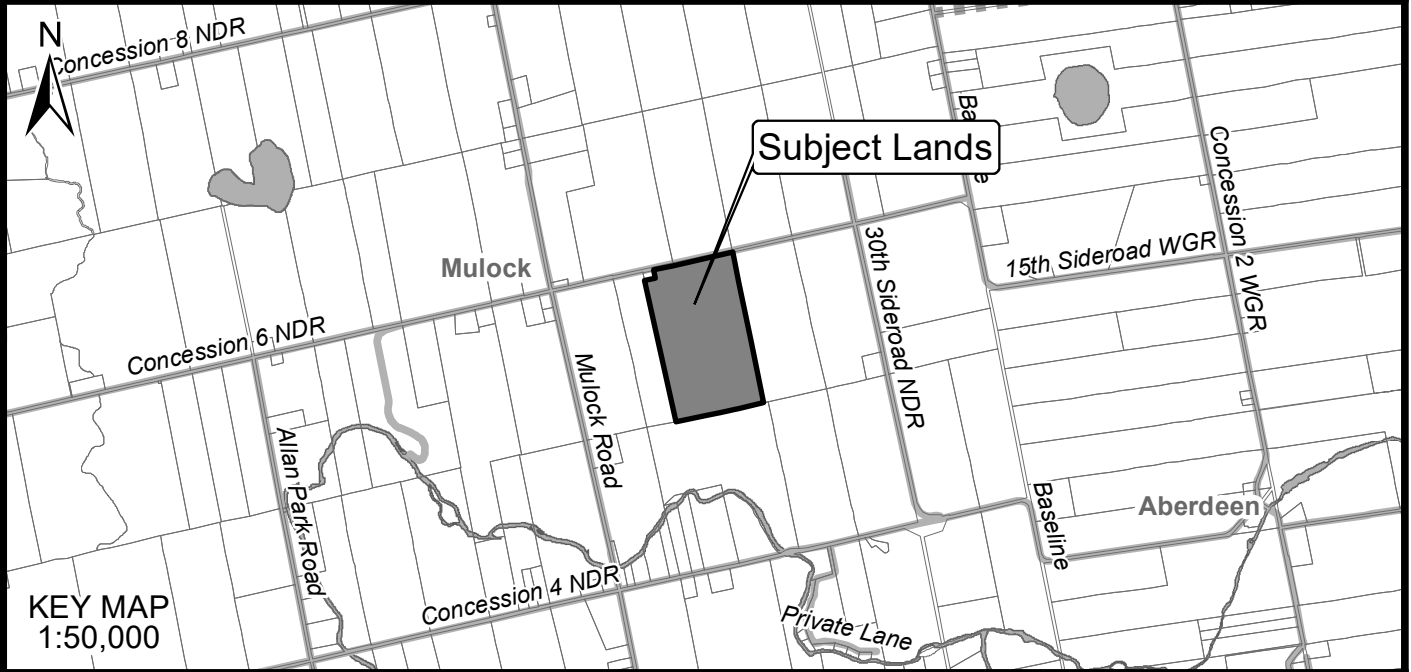 N
Concession 8 NDR
Baseline
Subject Lands
Concession 2 WGR
30th Sideroad NDR
15th Sideroad WGR
Mulock
Concession 6 NDR
Mulock Road
Allan Park Road
Baseline
Aberdeen
Concession 4 NDR
Private Lane
KEY MAP
1:50,000